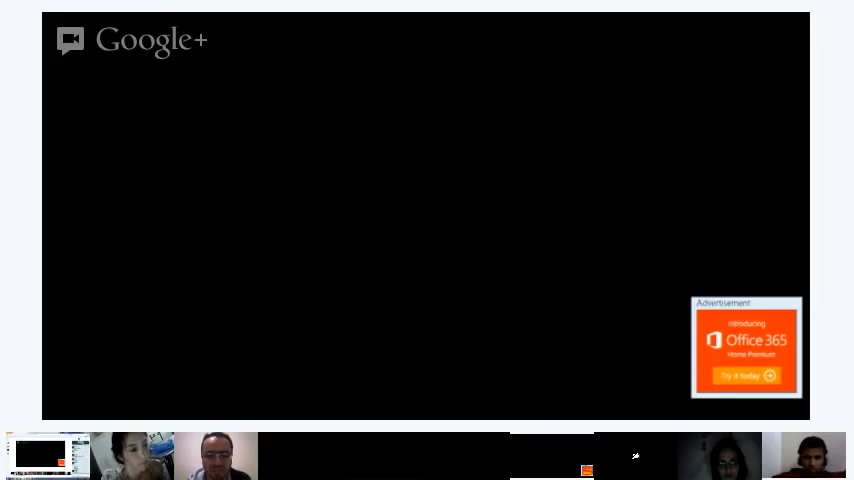 Google+
Advertisement
Introducing
Office 365
Home Premium
Try it today